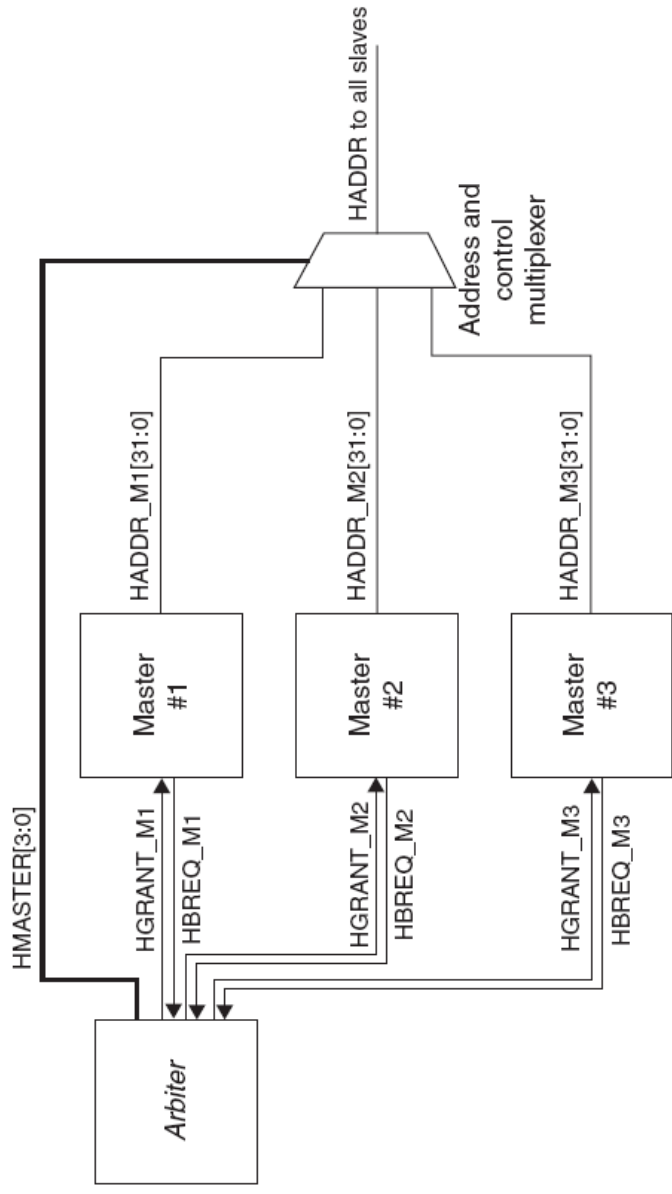 HMASTER[3:0]
Arbiter
HGRANT_M1
HBREQ_M1
Master
#1
HADDR_M1[31:0]
HGRANT_M2
HBREQ_M2
Master
#2
HADDR_M2[31:0]
HGRANT_M3
HBREQ_M3
Master
#3
HADDR_M3[31:0]
Address and
control
multiplexer
HADDR to all slaves